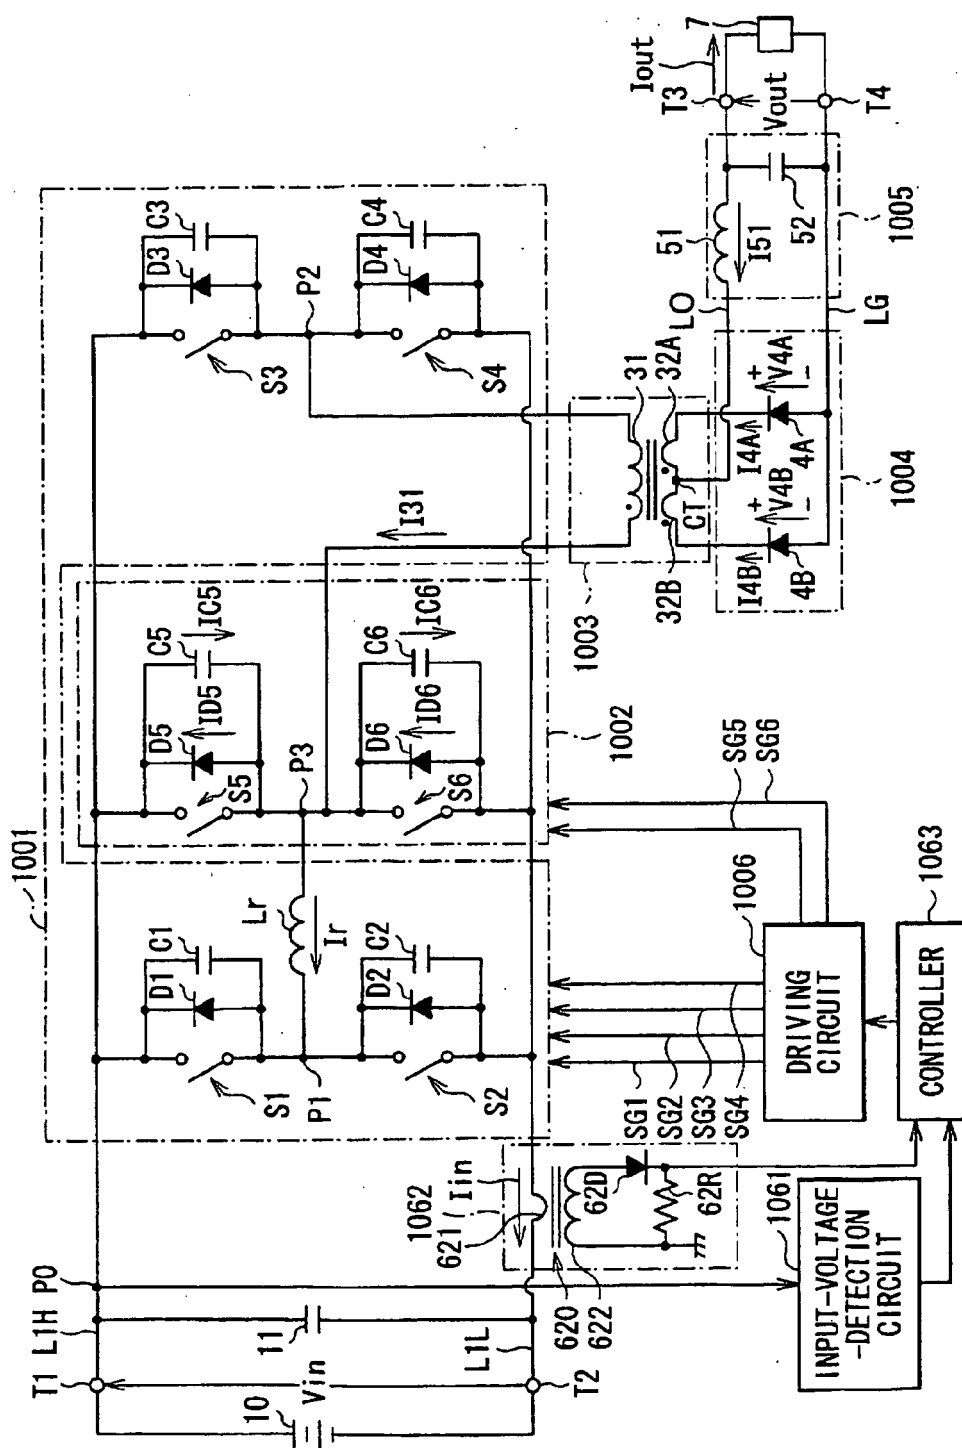 1001
T1
L1H
P0
10
Vin
11
L1L
T2
S1
D1
C1
P1
Lr
Ir
S2
D2
C2
S5
D5
ID5
C5
IC5
P3
S6
D6
ID6
C6
IC6
1002
I31
S3
D3
C3
P2
S4
D4
C4
1003
31
32A
32B
CT
I4B
V4B
+
-
4B
I4A
V4A
+
-
4A
1004
LO
LG
51
I51
52
1005
T3
Iout
Vout
T4
7
1062
621
Iin
620
622
62D
62R
1061
INPUT-VOLTAGE
-DETECTION
CIRCUIT
SG1
SG2
SG3
SG4
SG5
SG6
1006
DRIVING
CIRCUIT
1063
CONTROLLER